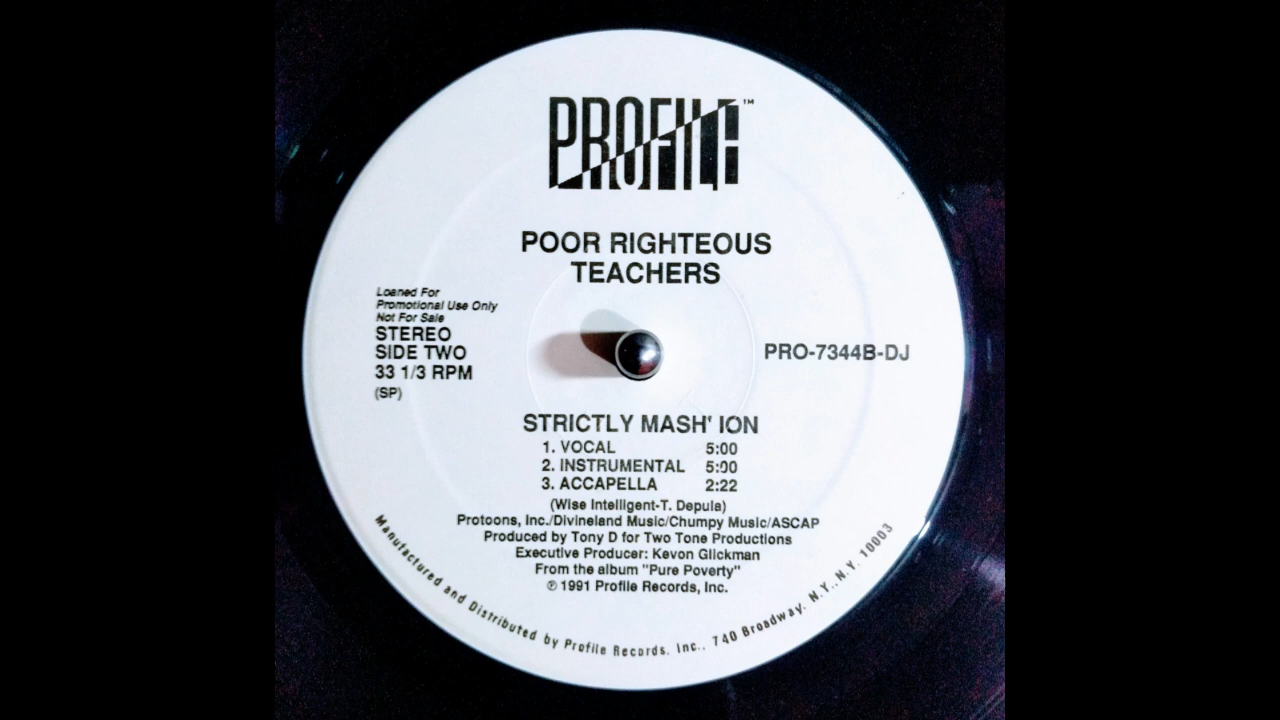 PROFILE™
POOR RIGHTEOUS
TEACHERS
Loaned For
Promotional Use Only
Not For Sale
STEREO
SIDE TWO
33 1/3 RPM
(SP)
PRO-7344B-DJ
STRICTLY MASH' ION
1. VOCAL 5:00
2. INSTRUMENTAL 5:00
3. ACCAPELLA 2:22
(Wise Intelligent-T. Depula)
Protoons, Inc./Divineland Music/Chumpy Music/ASCAP
Produced by Tony D for Two Tone Productions
Executive Producer: Kevon Glickman
From the album "Pure Poverty"
℗ 1991 Profile Records, Inc.
Manufactured and Distributed by Profile Records, Inc., 740 Broadway, N.Y., N.Y. 10003